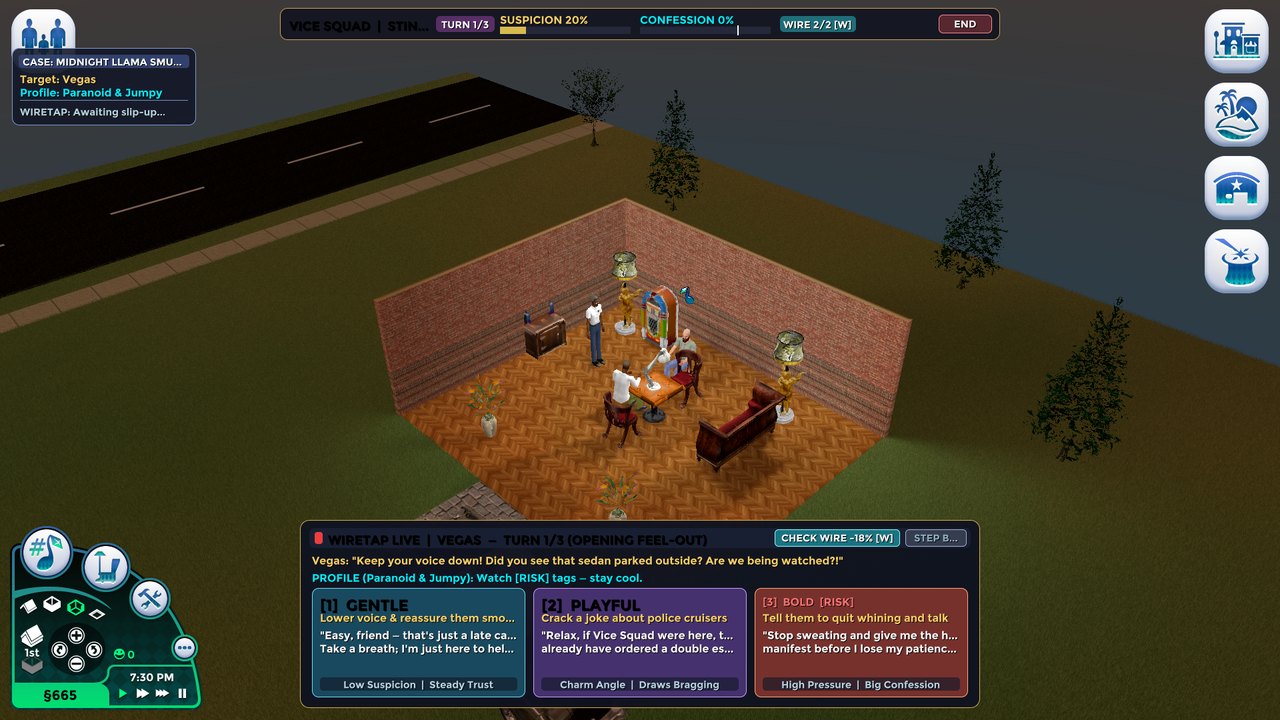 VICE SQUAD | STIN...
TURN 1/3
SUSPICION 20%
CONFESSION 0%
WIRE 2/2 [W]
END
CASE: MIDNIGHT LLAMA SMU...
Target: Vegas
Profile: Paranoid & Jumpy
WIRETAP: Awaiting slip-up...
WIRETAP LIVE | VEGAS – TURN 1/3 (OPENING FEEL-OUT)
CHECK WIRE -18% [W]
STEP B...
Vegas: "Keep your voice down! Did you see that sedan parked outside? Are we being watched?!"
PROFILE (Paranoid & Jumpy): Watch [RISK] tags – stay cool.
[1] GENTLE
Lower voice & reassure them smo...
"Easy, friend – that's just a late ca...
Take a breath; I'm just here to hel...
Low Suspicion | Steady Trust
[2] PLAYFUL
Crack a joke about police cruisers
"Relax, if Vice Squad were here, t...
already have ordered a double es...
Charm Angle | Draws Bragging
[3] BOLD [RISK]
Tell them to quit whining and talk
"Stop sweating and give me the h...
manifest before I lose my patienc...
High Pressure | Big Confession
#
1st
0
7:30 PM
§665